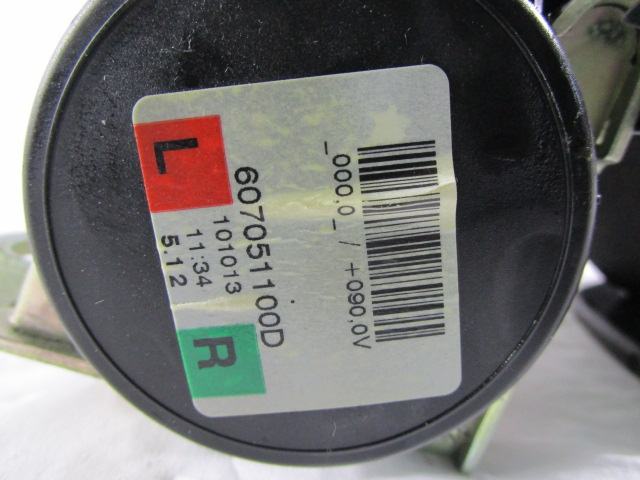 _000,0_ / +090,0V
607051100D
L
101013
11:34
5.12
R